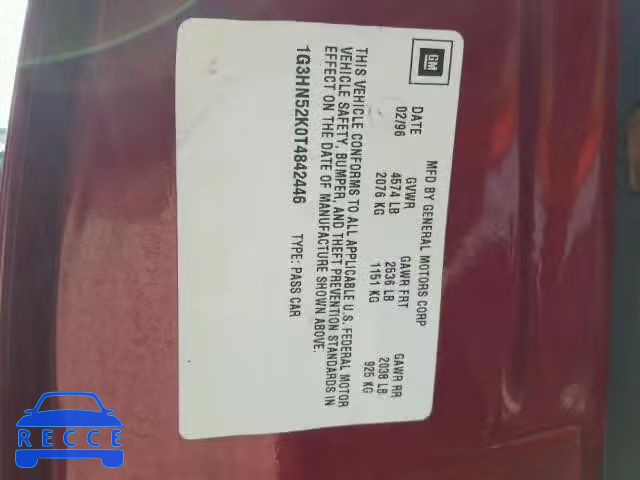 GM
MFD BY GENERAL MOTORS CORP
DATE GVWR GAWR FRT GAWR RR
02/96 4574 LB 2536 LB 2038 LB
2076 KG 1151 KG 925 KG
THIS VEHICLE CONFORMS TO ALL APPLICABLE U.S. FEDERAL MOTOR
VEHICLE SAFETY, BUMPER, AND THEFT PREVENTION STANDARDS IN
EFFECT ON THE DATE OF MANUFACTURE SHOWN ABOVE.
1G3HN52K0T4842446 TYPE: PASS CAR
RECCE